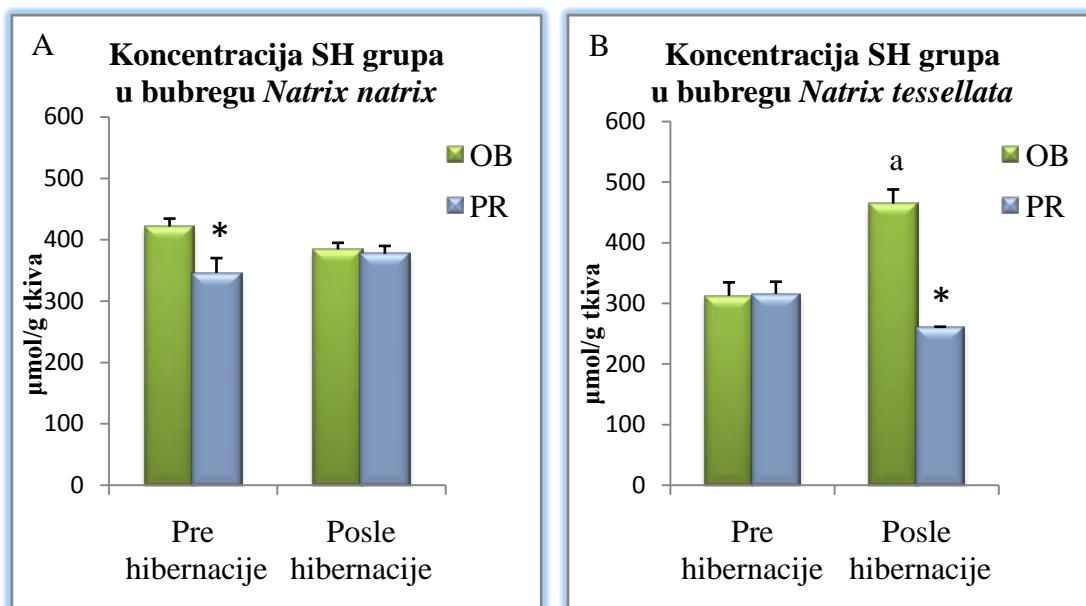 A
Koncentracija SH grupa
u bubregu Natrix natrix
600
500
400
300
200
100
0
µmol/g tkiva
*
OB
PR
Pre
hibernacije
Posle
hibernacije
B
Koncentracija SH grupa
u bubregu Natrix tessellata
600
500
400
300
200
100
0
µmol/g tkiva
a
*
OB
PR
Pre
hibernacije
Posle
hibernacije